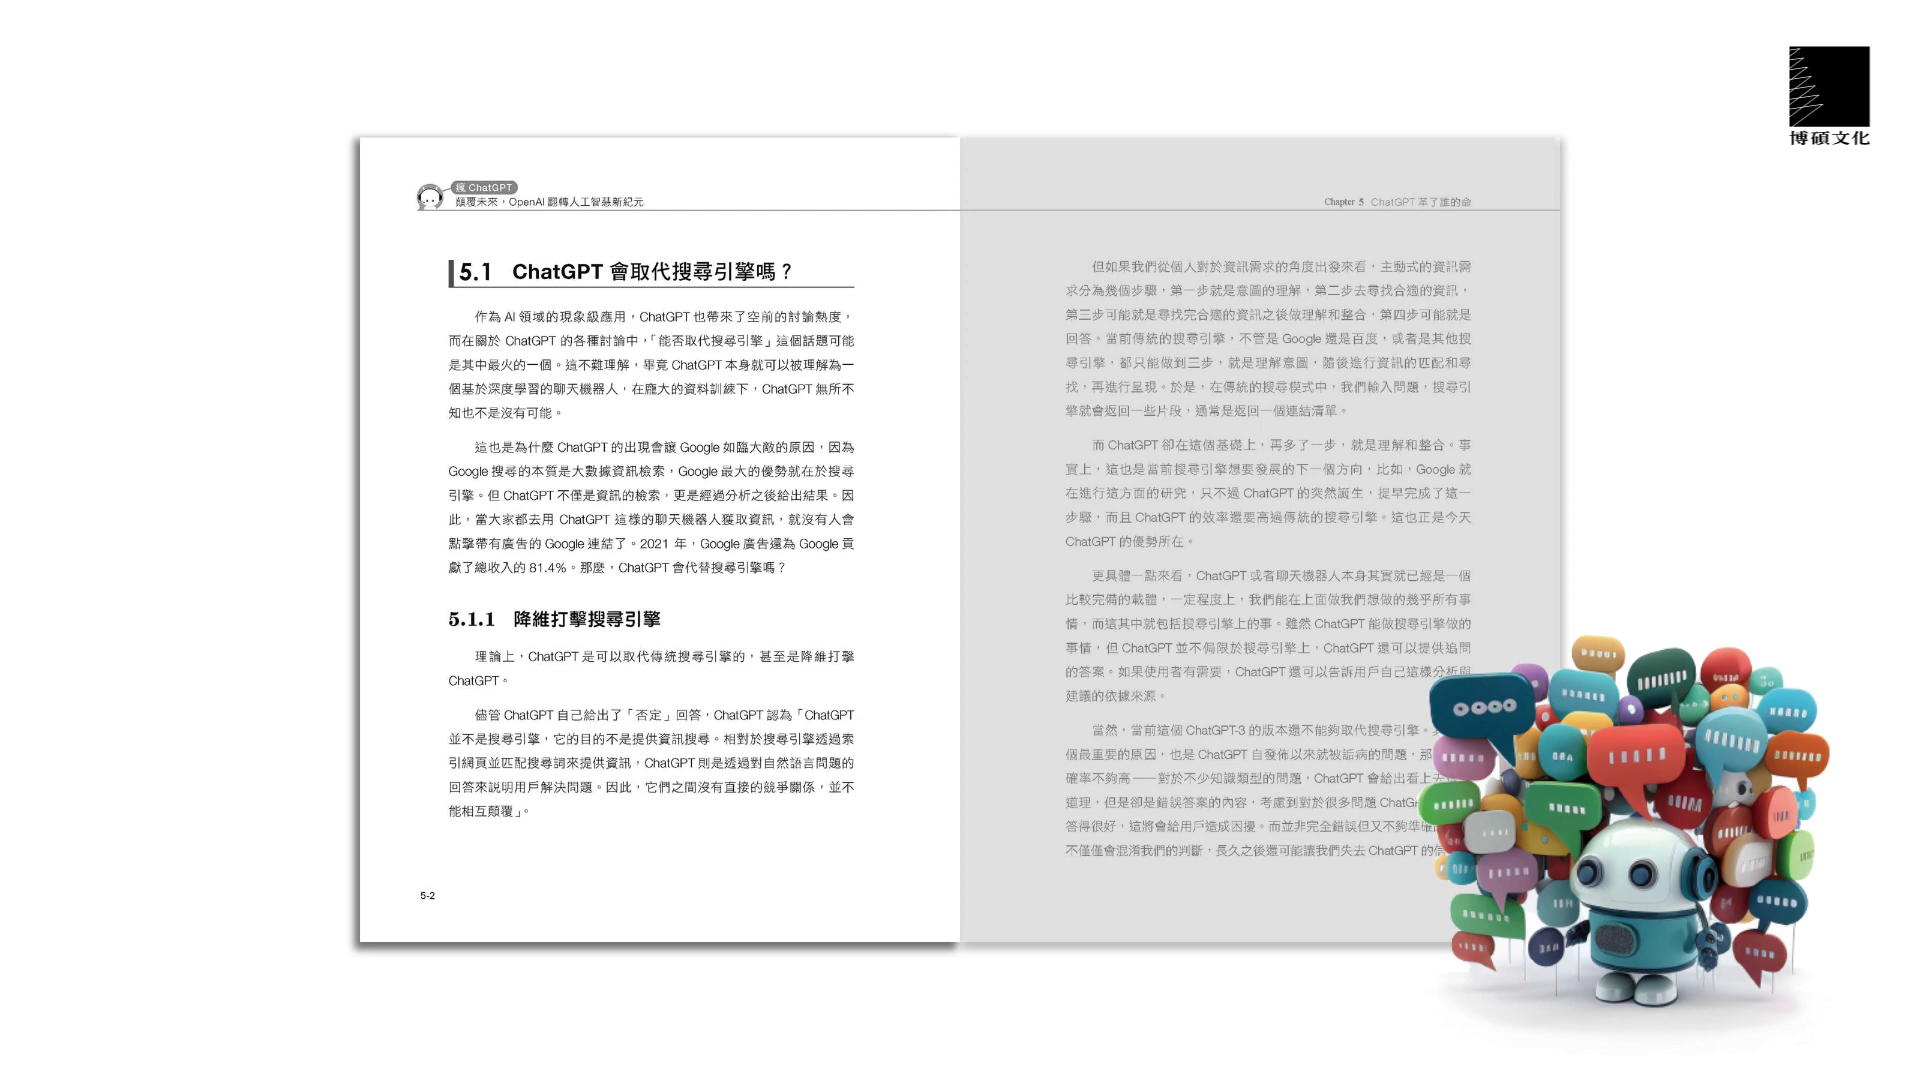 博碩文化
瘋 ChatGPT
顛覆未來，OpenAI 翻轉人工智慧新紀元
5.1 ChatGPT 會取代搜尋引擎嗎？
作為 AI 領域的現象級應用，ChatGPT 也帶來了空前的討論熱度，
而在關於 ChatGPT 的各種討論中，「能否取代搜尋引擎」這個話題可能
是其中最火的一個。這不難理解，畢竟 ChatGPT 本身就可以被理解為一
個基於深度學習的聊天機器人，在龐大的資料訓練下，ChatGPT 無所不
知也不是沒有可能。
這也是為什麼 ChatGPT 的出現會讓 Google 如臨大敵的原因，因為
Google 搜尋的本質是大數據資訊檢索，Google 最大的優勢就在於搜尋
引擎。但 ChatGPT 不僅是資訊的檢索，更是經過分析之後給出結果。因
此，當大家都去用 ChatGPT 這樣的聊天機器人獲取資訊，就沒有人會
點擊帶有廣告的 Google 連結了。2021 年，Google 廣告還為 Google 貢
獻了總收入的 81.4%。那麼，ChatGPT 會代替搜尋引擎嗎？
5.1.1 降維打擊搜尋引擎
理論上，ChatGPT 是可以取代傳統搜尋引擎的，甚至是降維打擊
ChatGPT。
儘管 ChatGPT 自己給出了「否定」回答，ChatGPT 認為「ChatGPT
並不是搜尋引擎，它的目的不是提供資訊搜尋。相對於搜尋引擎透過索
引網頁並匹配搜尋詞來提供資訊，ChatGPT 則是透過對自然語言問題的
回答來說明用戶解決問題。因此，它們之間沒有直接的競爭關係，並不
能相互顛覆」。
5-2
Chapter 5 ChatGPT 革了誰的命
但如果我們從個人對於資訊需求的角度出發來看，主動式的資訊需
求分為幾個步驟，第一步就是意圖的理解，第二步去尋找合適的資訊，
第三步可能就是尋找完合適的資訊之後做理解和整合，第四步可能就是
回答。當前傳統的搜尋引擎，不管是 Google 還是百度，或者是其他搜
尋引擎，都只能做到三步，就是理解意圖，隨後進行資訊的匹配和尋
找，再進行呈現。於是，在傳統的搜尋模式中，我們輸入問題，搜尋引
擎就會返回一些片段，通常是返回一個連結清單。
而 ChatGPT 卻在這個基礎上，再多了一步，就是理解和整合。事
實上，這也是當前搜尋引擎想要發展的下一個方向，比如，Google 就
在進行這方面的研究，只不過 ChatGPT 的突然誕生，提早完成了這一
步驟，而且 ChatGPT 的效率還要高過傳統的搜尋引擎。這也正是今天
ChatGPT 的優勢所在。
更具體一點來看，ChatGPT 或者聊天機器人本身其實就已經是一個
比較完備的載體，一定程度上，我們能在上面做我們想做的幾乎所有事
情，而這其中就包括搜尋引擎上的事。雖然 ChatGPT 能做搜尋引擎做的
事情，但 ChatGPT 並不侷限於搜尋引擎上，ChatGPT 還可以提供追問
的答案。如果使用者有需要，ChatGPT 還可以告訴用戶自己這樣分析與
建議的依據來源。
當然，當前這個 ChatGPT-3 的版本還不能夠取代搜尋引擎。
個最重要的原因，也是 ChatGPT 自發佈以來就被詬病的問題，那
確率不夠高——對於不少知識類型的問題，ChatGPT 會給出看上去
道理，但是卻是錯誤答案的內容，考慮到對於很多問題 ChatG
答得很好，這將會給用戶造成困擾。而並非完全錯誤但又不夠準確
不僅僅會混淆我們的判斷，長久之後還可能讓我們失去 ChatGPT 的信